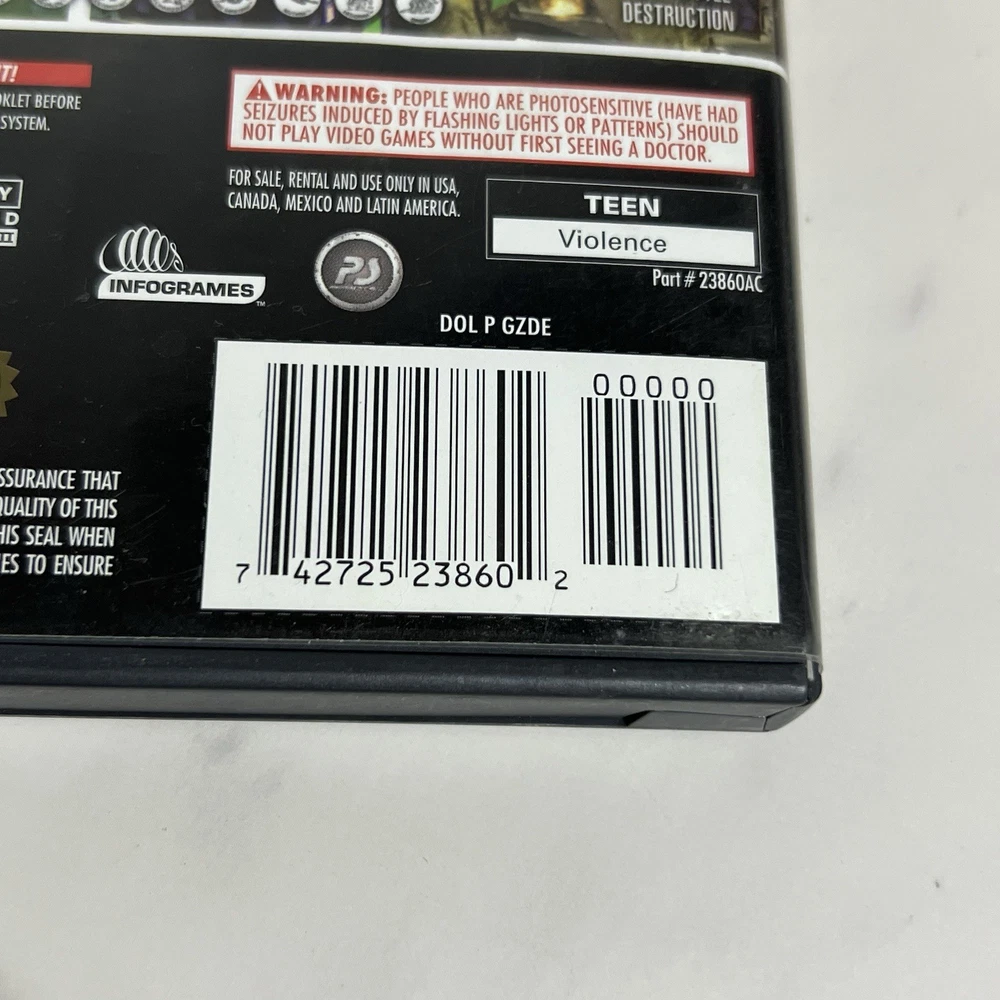 DESTRUCTION
T!
KLET BEFORE
SYSTEM.
WARNING: PEOPLE WHO ARE PHOTOSENSITIVE (HAVE HAD
SEIZURES INDUCED BY FLASHING LIGHTS OR PATTERNS) SHOULD
NOT PLAY VIDEO GAMES WITHOUT FIRST SEEING A DOCTOR.
FOR SALE, RENTAL AND USE ONLY IN USA,
CANADA, MEXICO AND LATIN AMERICA.
Y
D
TEEN
Violence
Part # 23860AC
INFOGRAMES™
PS
DOL P GZDE
00000
7 42725 23860 2
SSURANCE THAT
QUALITY OF THIS
HIS SEAL WHEN
ES TO ENSURE